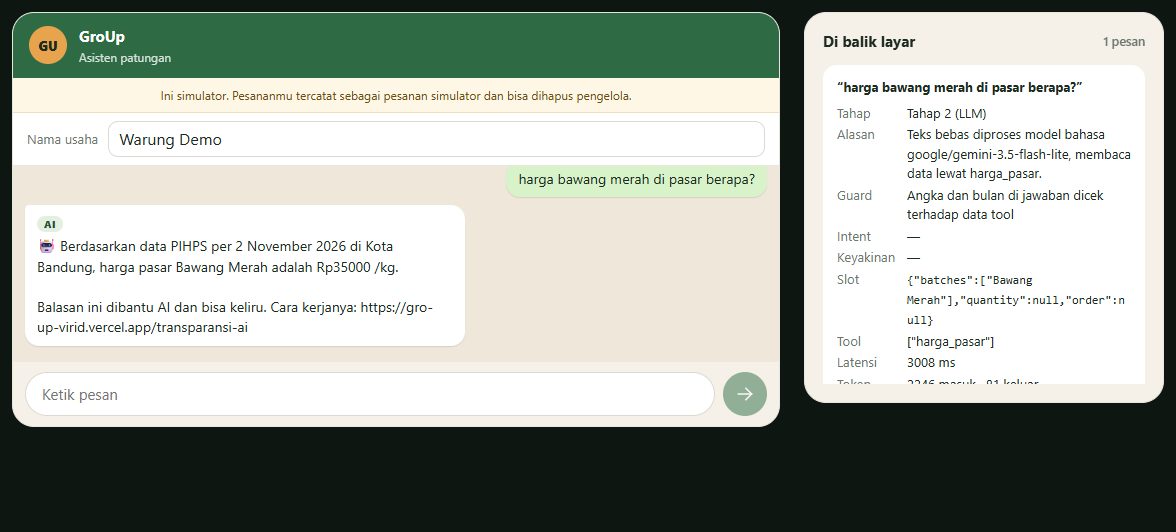 GU
GroUp
Asisten patungan
Ini simulator. Pesananmu tercatat sebagai pesanan simulator dan bisa dihapus pengelola.
Nama usaha Warung Demo
harga bawang merah di pasar berapa?
AI
🤖 Berdasarkan data PIHPS per 2 November 2026 di Kota
Bandung, harga pasar Bawang Merah adalah Rp35000 /kg.
Balasan ini dibantu AI dan bisa keliru. Cara kerjanya: https://gro-
up-virid.vercel.app/transparansi-ai
Ketik pesan
Di balik layar 1 pesan
“harga bawang merah di pasar berapa?”
Tahap Tahap 2 (LLM)
Alasan Teks bebas diproses model bahasa
google/gemini-3.5-flash-lite, membaca
data lewat harga_pasar.
Guard Angka dan bulan di jawaban dicek
terhadap data tool
Intent —
Keyakinan —
Slot {"batches":["Bawang
Merah"],"quantity":null,"order":n
ull}
Tool ["harga_pasar"]
Latensi 3008 ms
Token 2246 masuk, 81 keluar